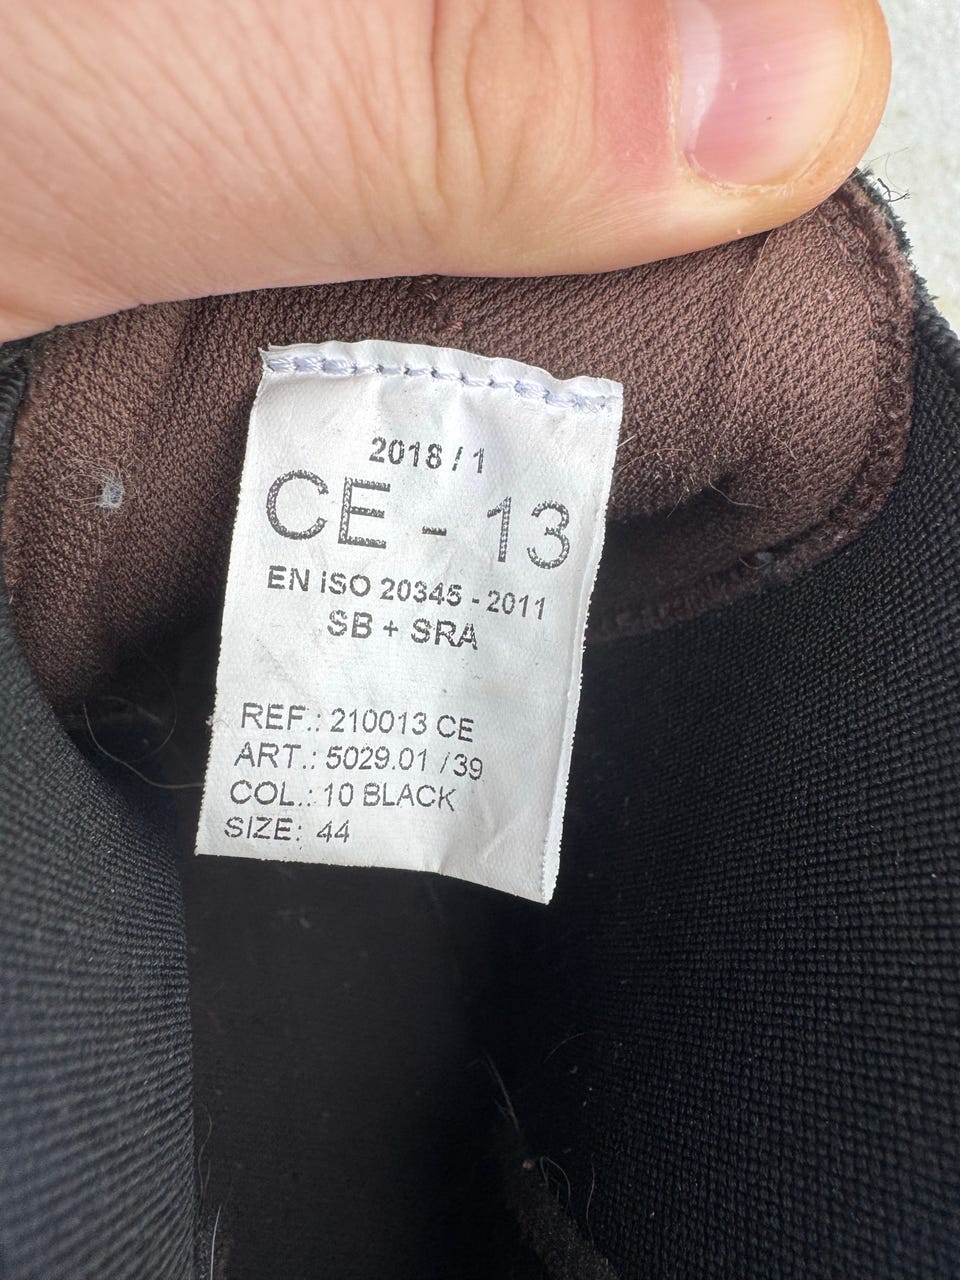 2018 / 1
CE - 13
EN ISO 20345 - 2011
SB + SRA
REF.: 210013 CE
ART.: 5029.01 /39
COL.: 10 BLACK
SIZE: 44